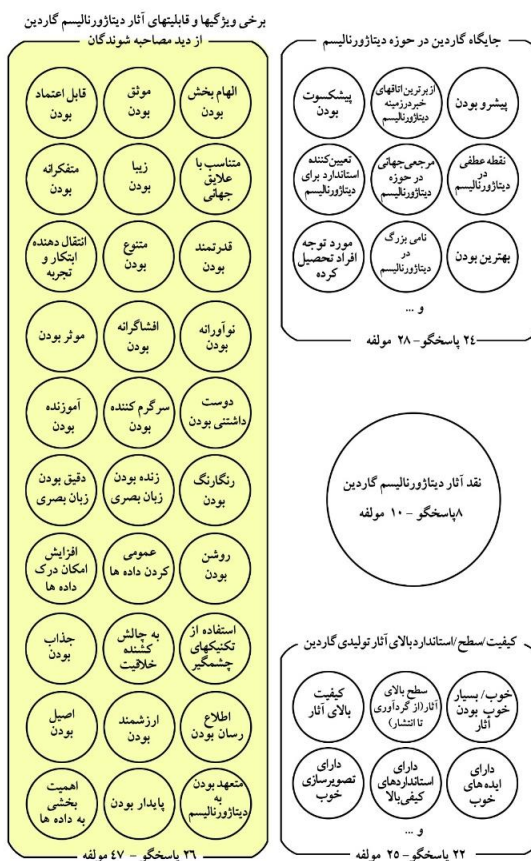 برخی ویژگیها و قابلیتهای آثار دیتاژورنالیسم گاردین
از دید مصاحبه شوندگان
الهام بخش
بودن
موثق
بودن
قابل اعتماد
بودن
متناسب با
علایق
جهانی
زیبا
بودن
متفکرانه
بودن
قدرتمند
بودن
متنوع
بودن
انتقال دهنده
ابتکار و
تجربه
نوآورانه
بودن
افشاگرانه
بودن
موثر بودن
دوست
داشتنی بودن
سرگرم کننده
بودن
آموزنده
بودن
رنگارنگ
بودن
زنده بودن
زبان بصری
دقیق بودن
زبان بصری
روشن
بودن
عمومی
کردن داده ها
افزایش
امکان درک
داده ها
استفاده از
تکنیکهای
چشمگیر
به چالش
کشنده
خلاقیت
جذاب
بودن
اطلاع
رسان بودن
ارزشمند
بودن
اصیل
بودن
متعهد بودن
به
دیتاژورنالیسم
پایدار بودن
اهمیت
بخشی
به داده ها
۲۶ پاسخگو - ۴۷ مولفه
جایگاه گاردین در حوزه دیتاژورنالیسم
پیشرو بودن
ازبرترین اتاقهای
خبردرزمینه
دیتاژورنالیسم
پیشکسوت
بودن
نقطه عطفی
در
دیتاژورنالیسم
مرجعی جهانی
در حوزه
دیتاژورنالیسم
تعیین کننده
استاندارد برای
دیتاژورنالیسم
بهترین بودن
نامی بزرگ
در
دیتاژورنالیسم
مورد توجه
افراد تحصیل
کرده
و ...
۲۴ پاسخگو - ۲۸ مولفه
نقد آثار دیتاژورنالیسم گاردین
۸پاسخگو - ۱۰ مولفه
کیفیت/سطح/استانداردبالای آثار تولیدی گاردین
خوب/ بسیار
خوب بودن
آثار
سطح بالای
آثار(از گردآوری
تا انتشار)
کیفیت
بالای آثار
دارای
ایده های
خوب
دارای
استانداردهای
کیفی بالا
دارای
تصویرسازی
خوب
و ...
۲۲ پاسخگو - ۲۵ مولفه